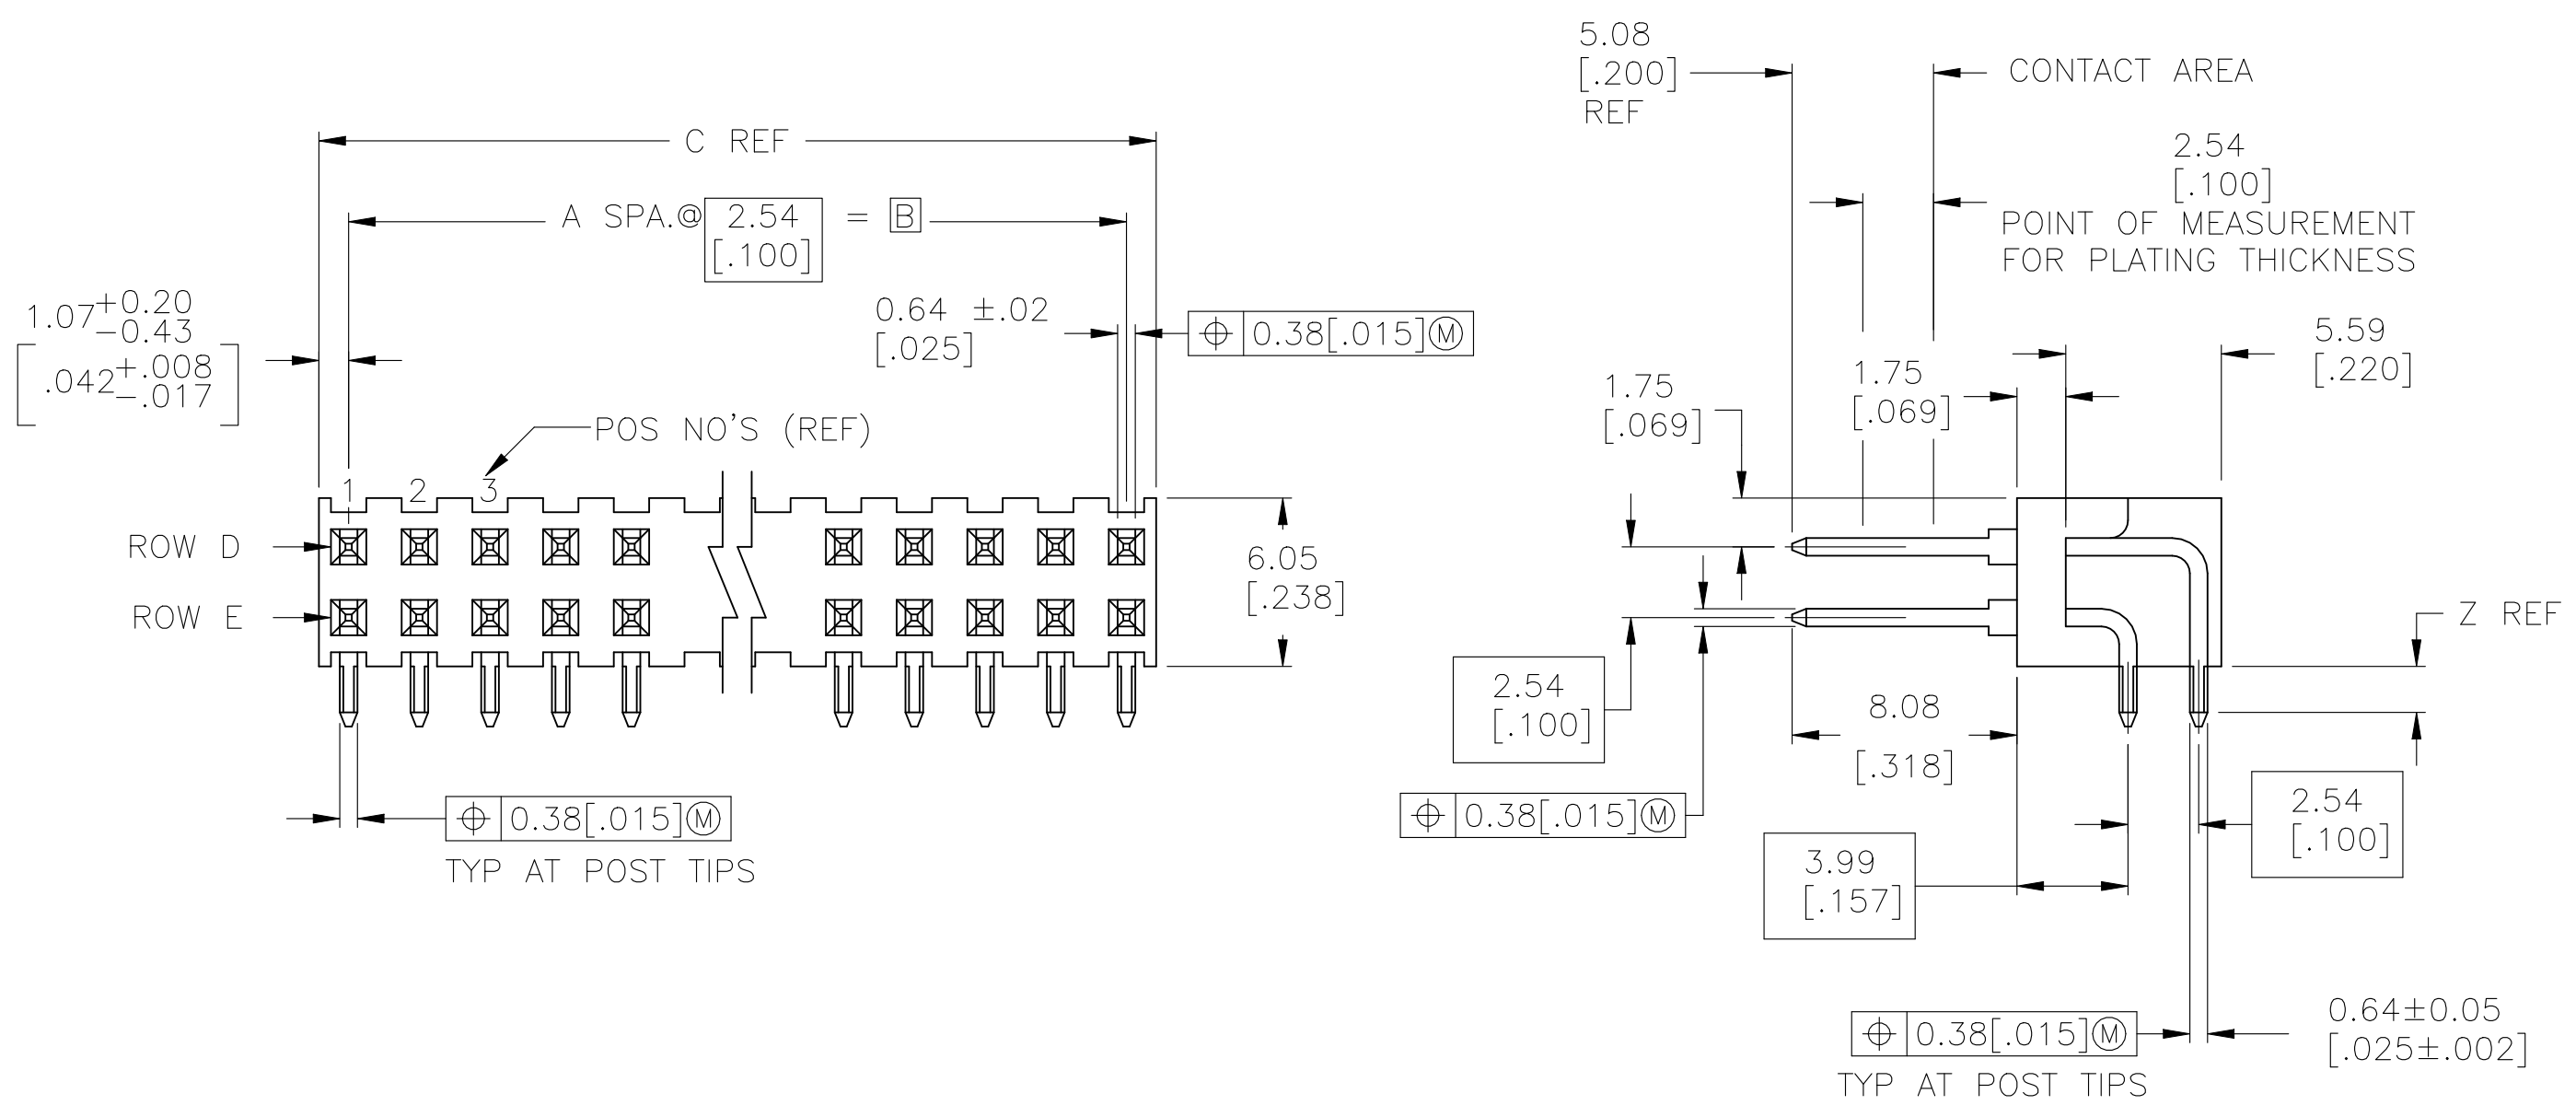 C REF
A SPA.@ 2.54 = B
[.100]
1.07 +0.20
-0.43
[.042 +.008
-.017]
0.64 ±.02
[.025]
⌖ 0.38[.015]Ⓜ
POS NO'S (REF)
1 2 3
ROW D
ROW E
6.05
[.238]
⌖ 0.38[.015]Ⓜ
TYP AT POST TIPS
5.08
[.200]
REF
CONTACT AREA
2.54
[.100]
POINT OF MEASUREMENT
FOR PLATING THICKNESS
5.59
[.220]
1.75
[.069]
1.75
[.069]
Z REF
2.54
[.100]
8.08
[.318]
⌖ 0.38[.015]Ⓜ
2.54
[.100]
3.99
[.157]
⌖ 0.38[.015]Ⓜ
TYP AT POST TIPS
0.64±0.05
[.025±.002]